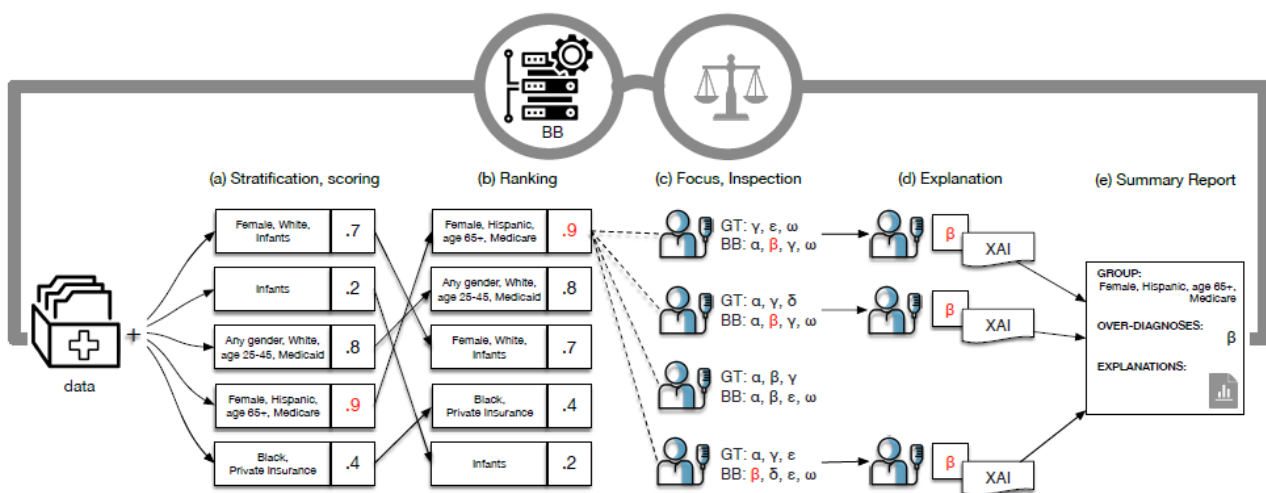 BB
(a) Stratification, scoring
(b) Ranking
(c) Focus, Inspection
(d) Explanation
(e) Summary Report
data
+
Female, White,
Infants
.7
Infants
.2
Any gender, White,
age 25-45, Medicaid
.8
Female, Hispanic,
age 65+, Medicare
.9
Black,
Private Insurance
.4
Female, Hispanic,
age 65+, Medicare
.9
Any gender, White,
age 25-45, Medicaid
.8
Female, White,
Infants
.7
Black,
Private Insurance
.4
Infants
.2
GT: γ, ε, ω
BB: α, β, γ, ω
GT: α, γ, δ
BB: α, β, γ, ω
GT: α, β, γ
BB: α, β, ε, ω
GT: α, γ, ε
BB: β, δ, ε, ω
β
XAI
β
XAI
β
XAI
GROUP:
Female, Hispanic, age 65+,
Medicare
OVER-DIAGNOSES:
β
EXPLANATIONS: